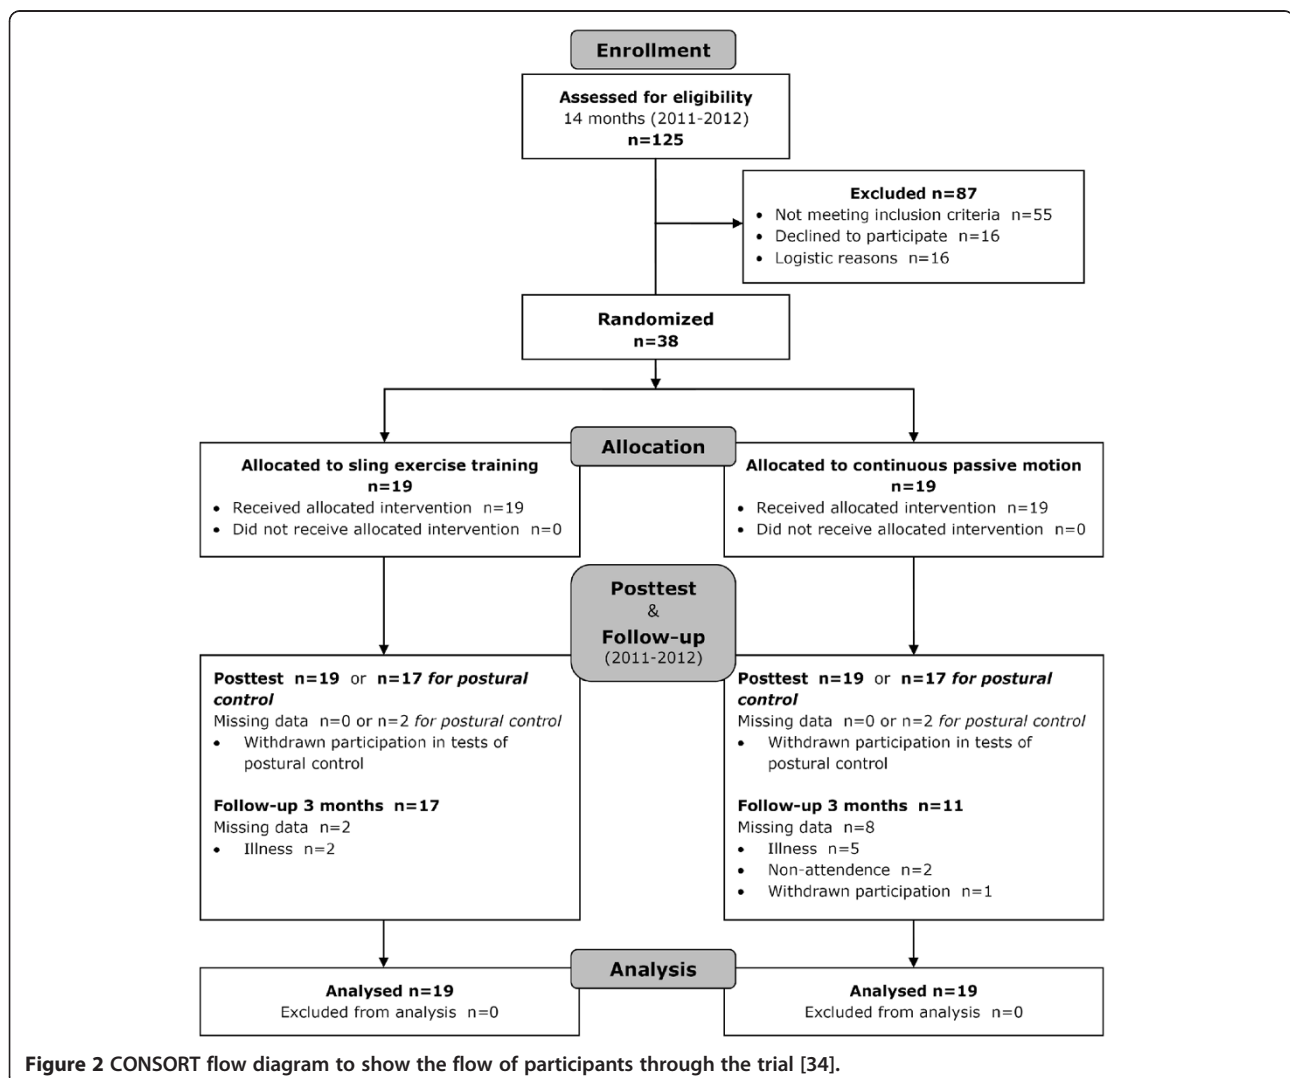 Enrollment
Assessed for eligibility
14 months (2011-2012)
n=125
Excluded n=87
• Not meeting inclusion criteria n=55
• Declined to participate n=16
• Logistic reasons n=16
Randomized
n=38
Allocation
Allocated to sling exercise training
n=19
• Received allocated intervention n=19
• Did not receive allocated intervention n=0
Allocated to continuous passive motion
n=19
• Received allocated intervention n=19
• Did not receive allocated intervention n=0
Posttest
&
Follow-up
(2011-2012)
Posttest n=19 or n=17 for postural
control
Missing data n=0 or n=2 for postural control
• Withdrawn participation in tests of
postural control
Follow-up 3 months n=17
Missing data n=2
• Illness n=2
Posttest n=19 or n=17 for postural
control
Missing data n=0 or n=2 for postural control
• Withdrawn participation in tests of
postural control
Follow-up 3 months n=11
Missing data n=8
• Illness n=5
• Non-attendence n=2
• Withdrawn participation n=1
Analysis
Analysed n=19
Excluded from analysis n=0
Analysed n=19
Excluded from analysis n=0
Figure 2 CONSORT flow diagram to show the flow of participants through the trial [34].